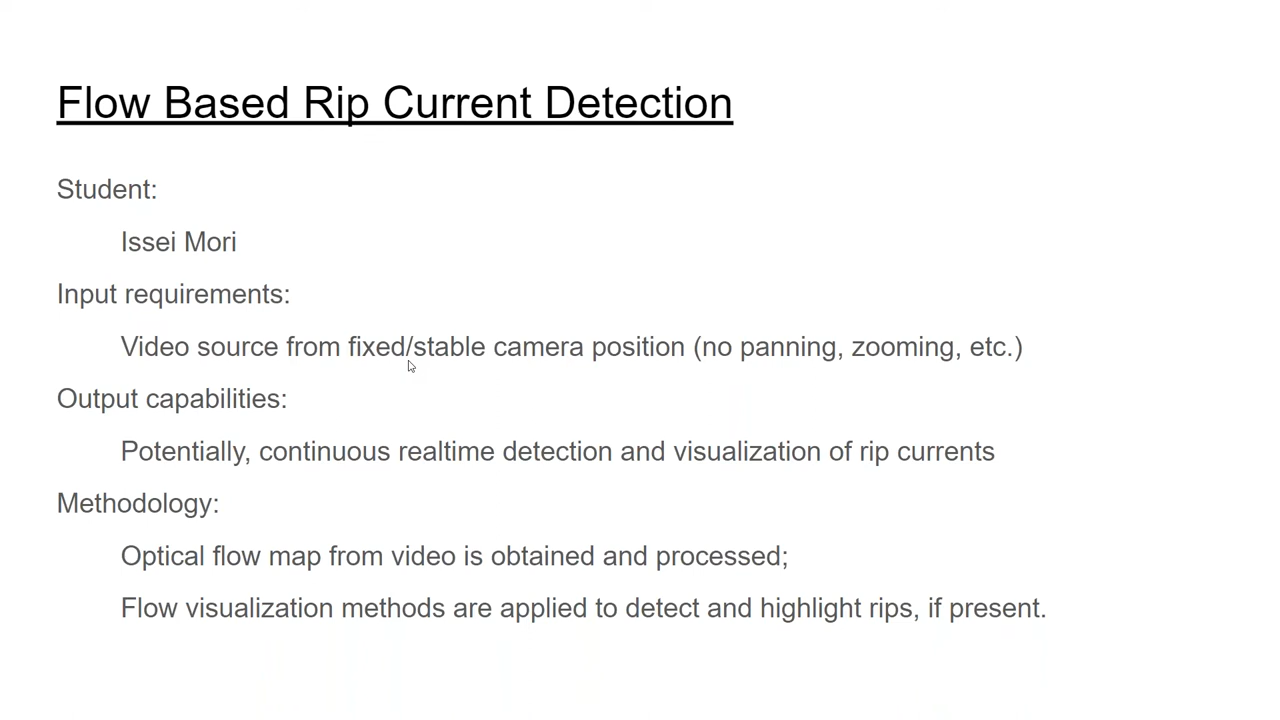 Flow Based Rip Current Detection
Student:
Issei Mori
Input requirements:
Video source from fixed/stable camera position (no panning, zooming, etc.)
Output capabilities:
Potentially, continuous realtime detection and visualization of rip currents
Methodology:
Optical flow map from video is obtained and processed;
Flow visualization methods are applied to detect and highlight rips, if present.